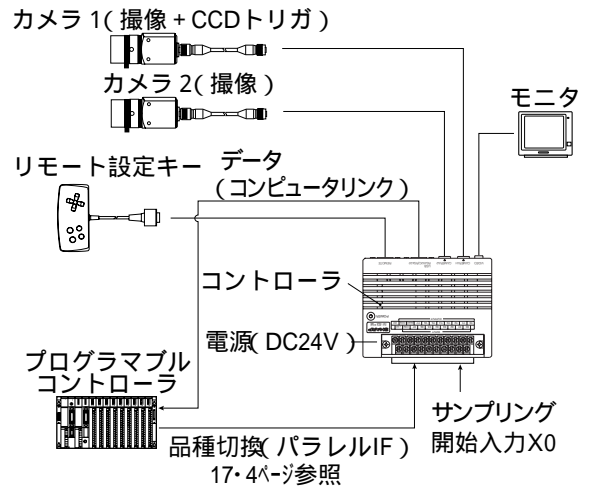 カメラ 1(撮像+CCDトリガ)
カメラ 2(撮像)
モニタ
リモート設定キー
データ
(コンピュータリンク)
コントローラ
電源(DC24V)
プログラマブル
コントローラ
サンプリング
開始入力X0
品種切換(パラレルIF)
17・4ページ参照